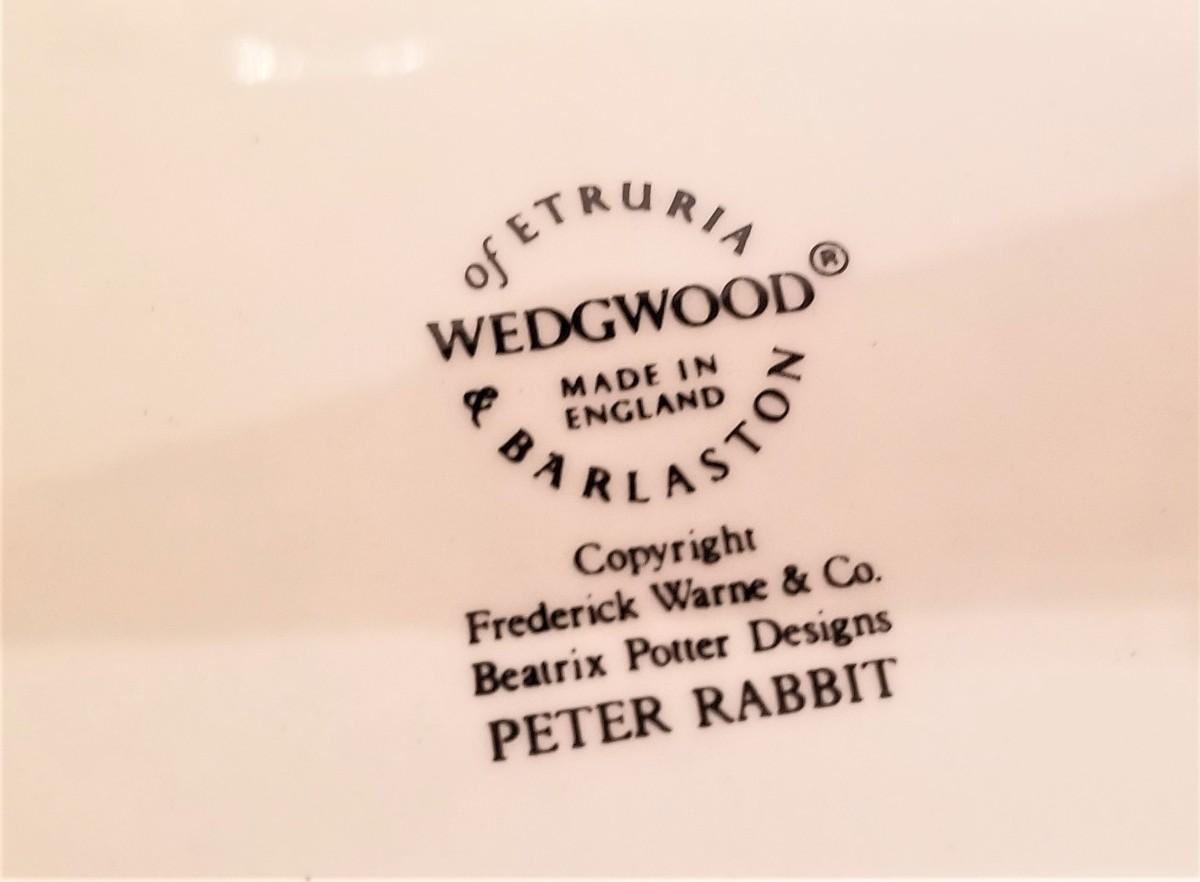 of ETRURIA
WEDGWOOD®
MADE IN
ENGLAND
& BARLASTON
Copyright
Frederick Warne & Co.
Beatrix Potter Designs
PETER RABBIT